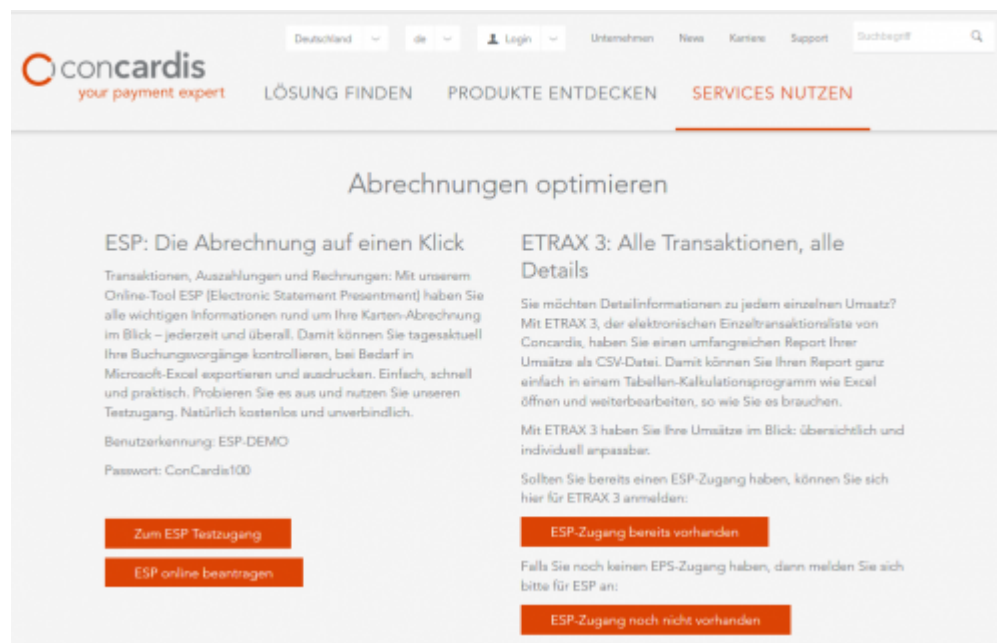 Deutschland de Login Unternehmen News Karriere Support Suchbegriff
concardis
your payment expert
LÖSUNG FINDEN PRODUKTE ENTDECKEN SERVICES NUTZEN
Abrechnungen optimieren
ESP: Die Abrechnung auf einen Klick
Transaktionen, Auszahlungen und Rechnungen: Mit unserem
Online-Tool ESP (Electronic Statement Presentment) haben Sie
alle wichtigen Informationen rund um Ihre Karten-Abrechnung
im Blick – jederzeit und überall. Damit können Sie tagesaktuell
Ihre Buchungsvorgänge kontrollieren, bei Bedarf in
Microsoft-Excel exportieren und ausdrucken. Einfach, schnell
und praktisch. Probieren Sie es aus und nutzen Sie unseren
Testzugang. Natürlich kostenlos und unverbindlich.
Benutzerkennung: ESP-DEMO
Passwort: ConCardis100
Zum ESP Testzugang
ESP online beantragen
ETRAX 3: Alle Transaktionen, alle
Details
Sie möchten Detailinformationen zu jedem einzelnen Umsatz?
Mit ETRAX 3, der elektronischen Einzeltransaktionsliste von
Concardis, haben Sie einen umfangreichen Report Ihrer
Umsätze als CSV-Datei. Damit können Sie Ihren Report ganz
einfach in einem Tabellen-Kalkulationsprogramm wie Excel
öffnen und weiterbearbeiten, so wie Sie es brauchen.
Mit ETRAX 3 haben Sie Ihre Umsätze im Blick: übersichtlich und
individuell anpassbar.
Sollten Sie bereits einen ESP-Zugang haben, können Sie sich
hier für ETRAX 3 anmelden:
ESP-Zugang bereits vorhanden
Falls Sie noch keinen EPS-Zugang haben, dann melden Sie sich
bitte für ESP an:
ESP-Zugang noch nicht vorhanden